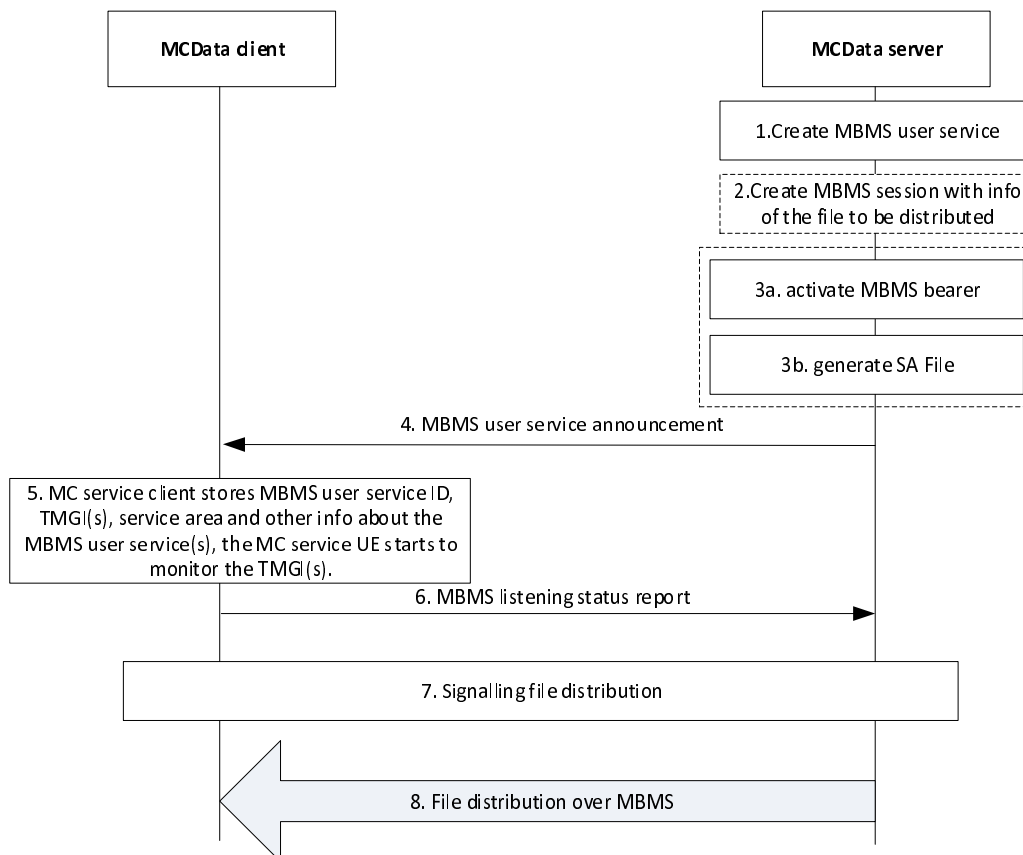 MCData client
MCData server
1.Create MBMS user service
2.Create MBMS session with info
of the file to be distributed
3a. activate MBMS bearer
3b. generate SA File
4. MBMS user service announcement
5. MC service client stores MBMS user service ID,
TMGI(s), service area and other info about the
MBMS user service(s), the MC service UE starts to
monitor the TMGI(s).
6. MBMS listening status report
7. Signalling file distribution
8. File distribution over MBMS